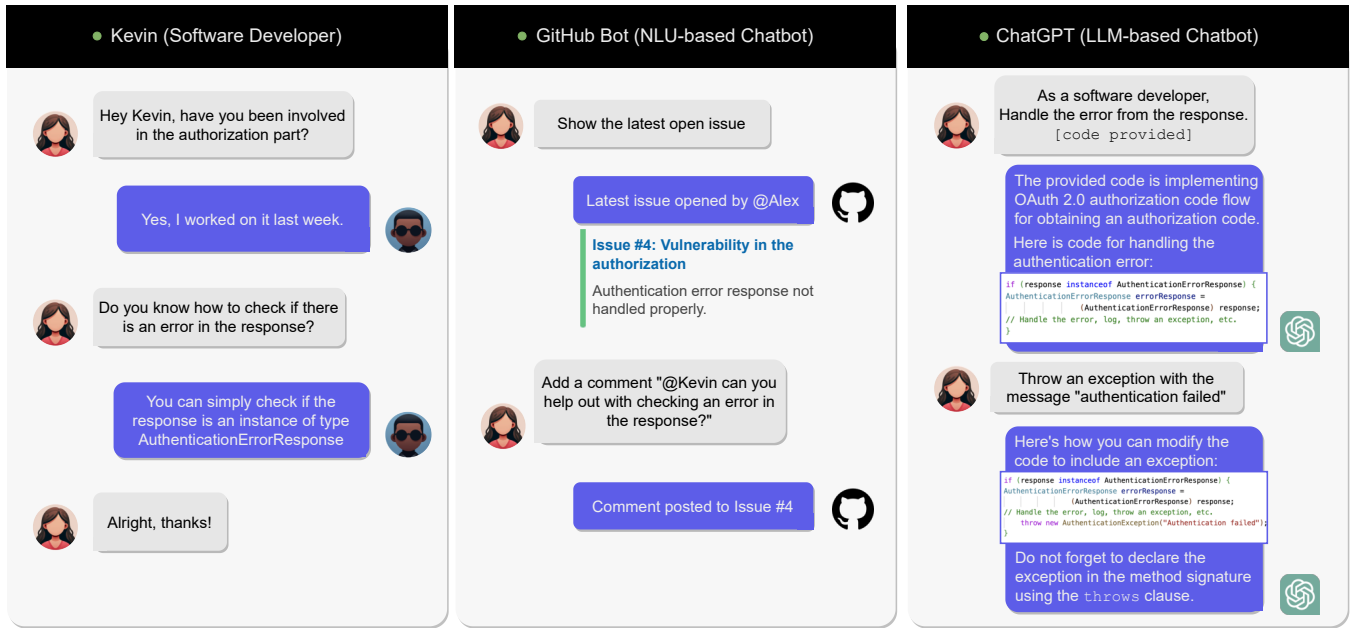 Kevin (Software Developer)
Hey Kevin, have you been involved
in the authorization part?
Yes, I worked on it last week.
Do you know how to check if there
is an error in the response?
You can simply check if the
response is an instance of type
AuthenticationErrorResponse
Alright, thanks!
GitHub Bot (NLU-based Chatbot)
Show the latest open issue
Latest issue opened by @Alex
Issue #4: Vulnerability in the
authorization
Authentication error response not
handled properly.
Add a comment "@Kevin can you
help out with checking an error in
the response?"
Comment posted to Issue #4
ChatGPT (LLM-based Chatbot)
As a software developer,
Handle the error from the response.
[code provided]
The provided code is implementing
OAuth 2.0 authorization code flow
for obtaining an authorization code.
Here is code for handling the
authentication error:
if (response instanceof AuthenticationErrorResponse) {
AuthenticationErrorResponse errorResponse =
(AuthenticationErrorResponse) response;
// Handle the error, log, throw an exception, etc.
}
Throw an exception with the
message "authentication failed"
Here's how you can modify the
code to include an exception:
if (response instanceof AuthenticationErrorResponse) {
AuthenticationErrorResponse errorResponse =
(AuthenticationErrorResponse) response;
// Handle the error, log, throw an exception, etc.
throw new AuthenticationException("Authentication failed");
}
Do not forget to declare the
exception in the method signature
using the throws clause.